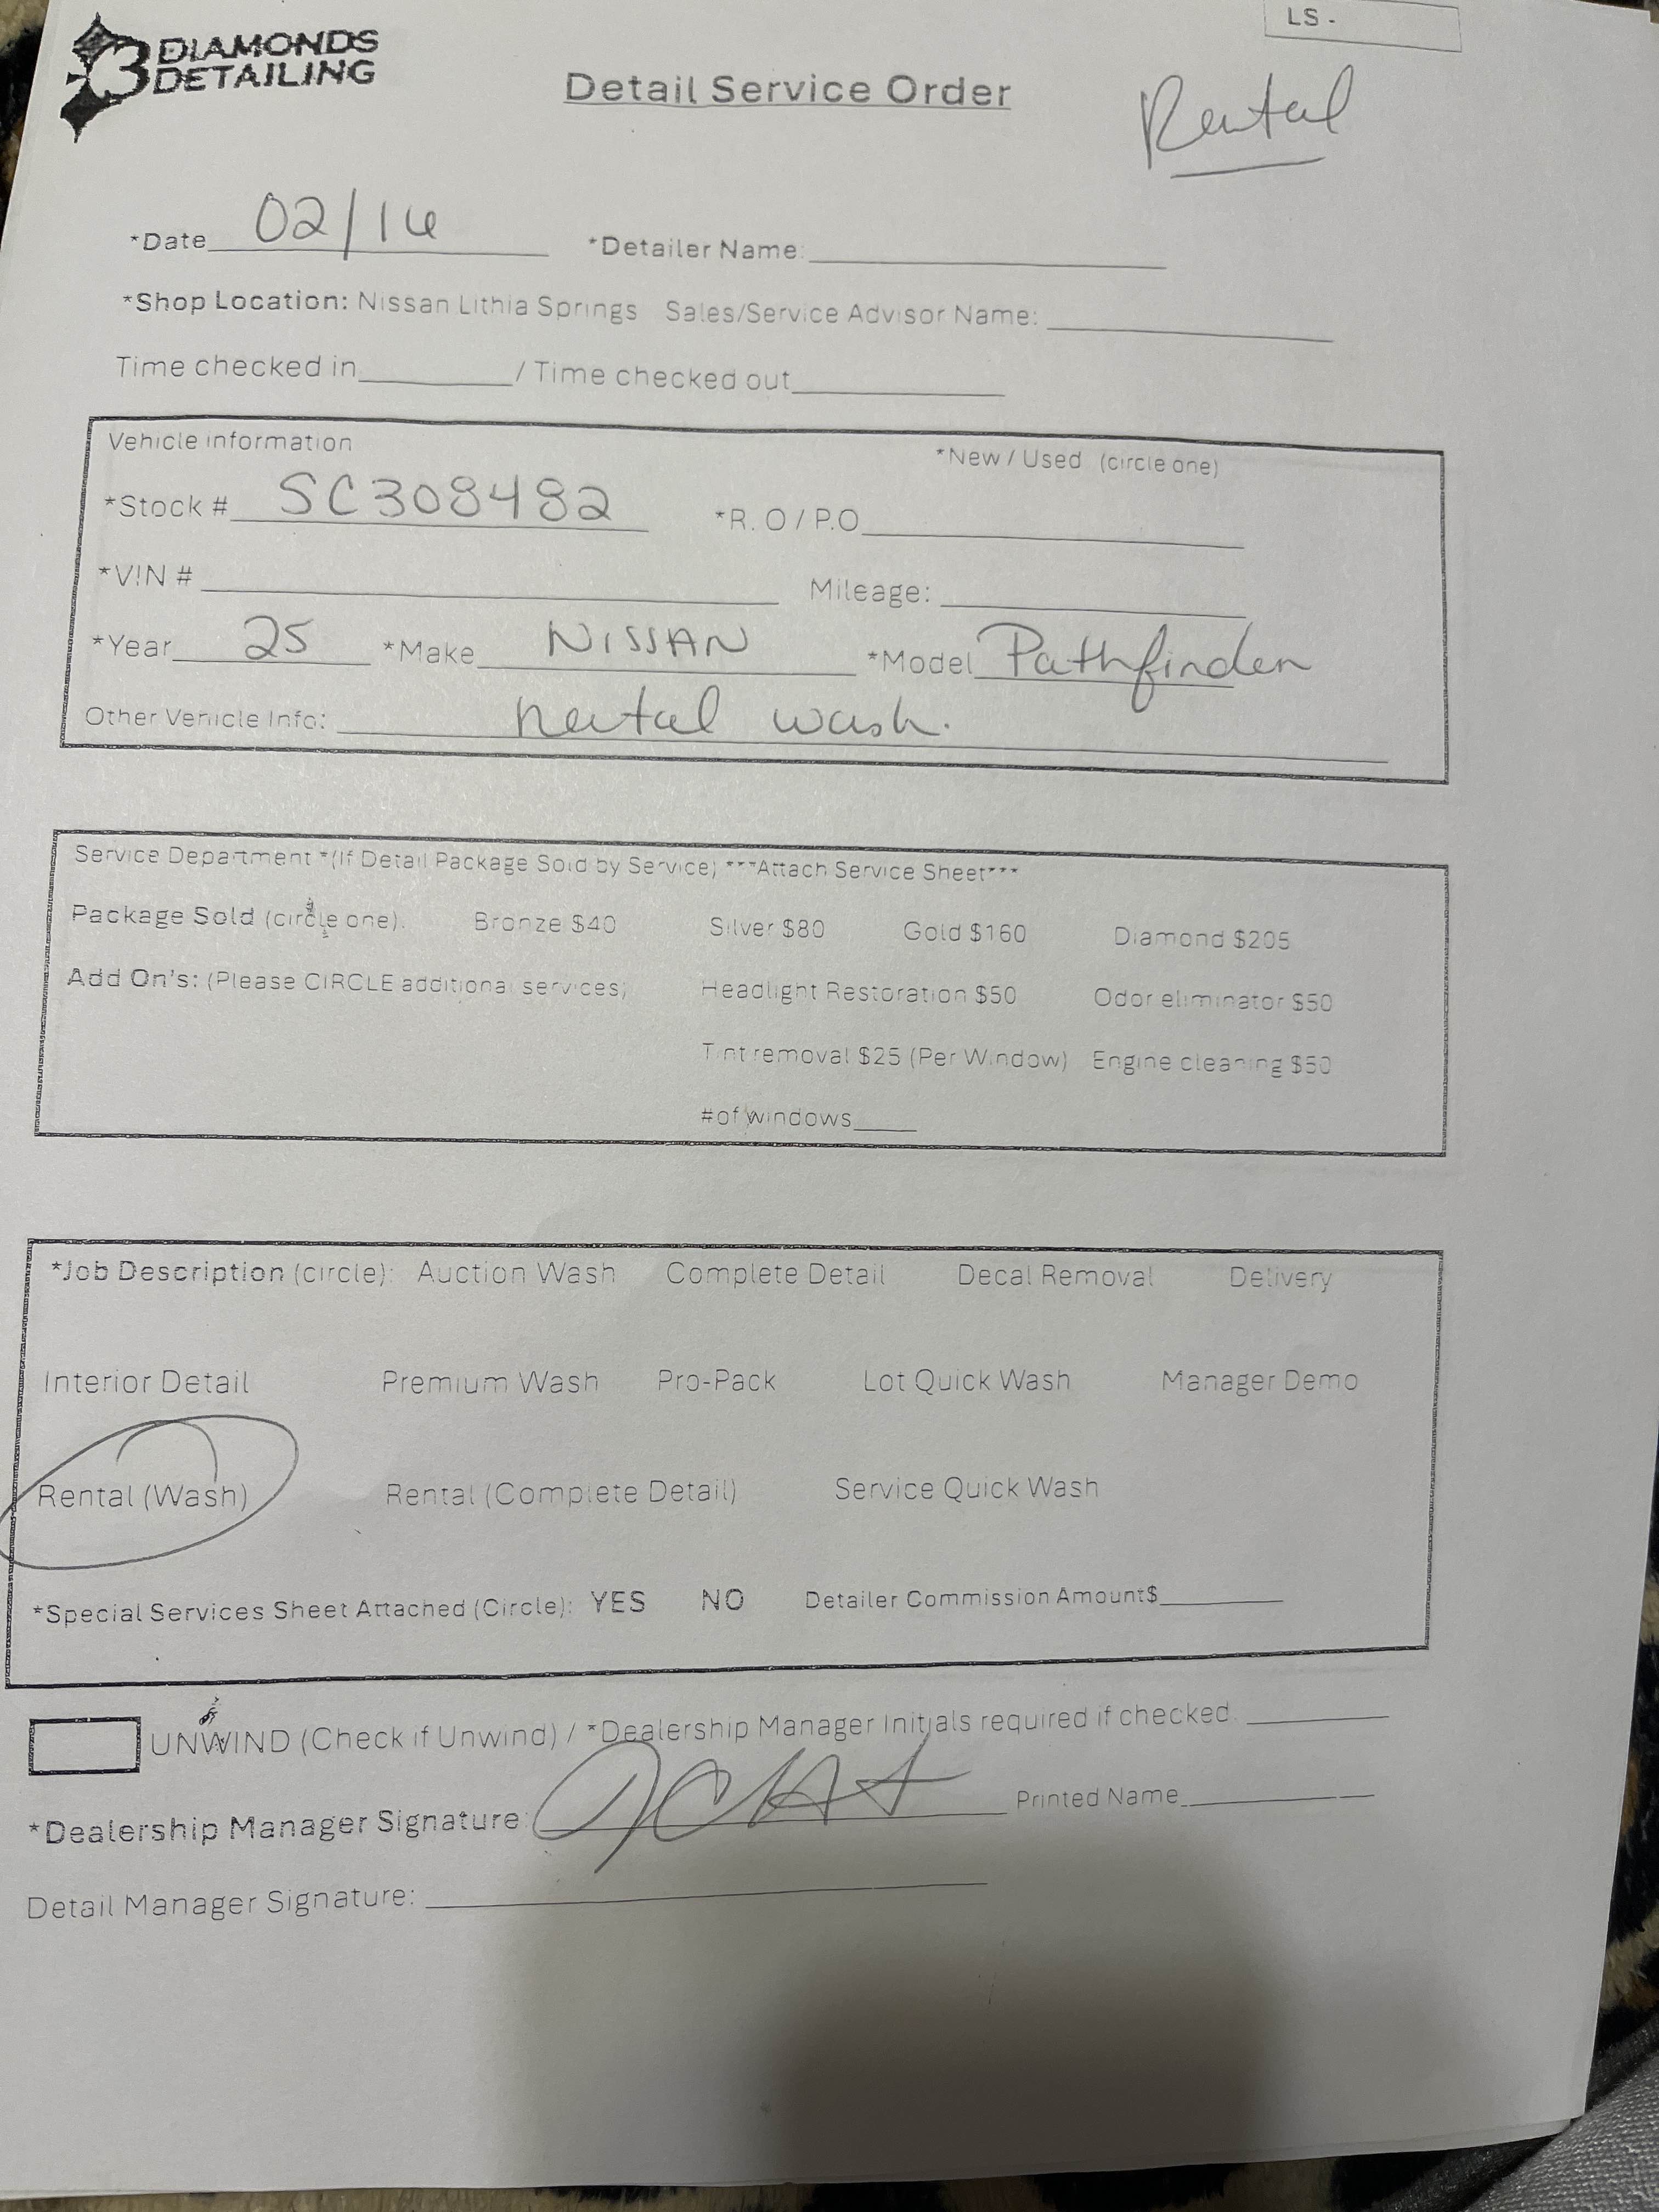 LS -
3 DIAMONDS
DETAILING
Detail Service Order
Rental
*Date 02/16 *Detailer Name:
*Shop Location: Nissan Lithia Springs Sales/Service Advisor Name:
Time checked in / Time checked out
Vehicle information *New / Used (circle one)
*Stock # SC308482 *R.O / P.O
*VIN # Mileage:
*Year 25 *Make NISSAN *Model Pathfinder
Other Vehicle Info: Rental wash.
Service Department *(If Detail Package Sold by Service) ***Attach Service Sheet***
Package Sold (circle one). Bronze $40 Silver $80 Gold $160 Diamond $205
Add On's: (Please CIRCLE additional services) Headlight Restoration $50 Odor eliminator $50
Tint removal $25 (Per Window) Engine cleaning $50
# of windows
*Job Description (circle): Auction Wash Complete Detail Decal Removal Delivery
Interior Detail Premium Wash Pro-Pack Lot Quick Wash Manager Demo
Rental (Wash) Rental (Complete Detail) Service Quick Wash
*Special Services Sheet Attached (Circle): YES NO Detailer Commission Amount$
UNWIND (Check if Unwind) / *Dealership Manager Initials required if checked.
*Dealership Manager Signature: Printed Name
Detail Manager Signature: